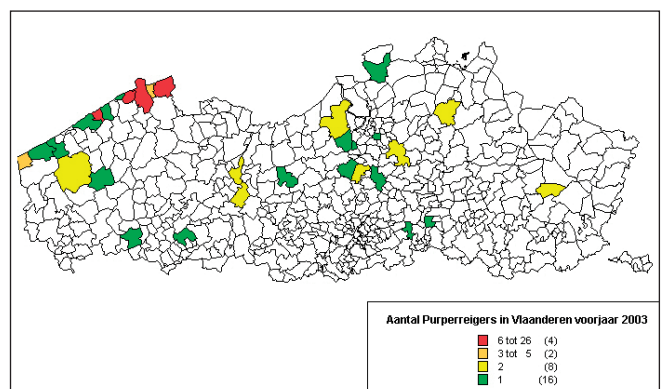 Aantal Purperreigers in Vlaanderen voorjaar 2003
6 tot 26 (4)
3 tot 5 (2)
2 (8)
1 (16)